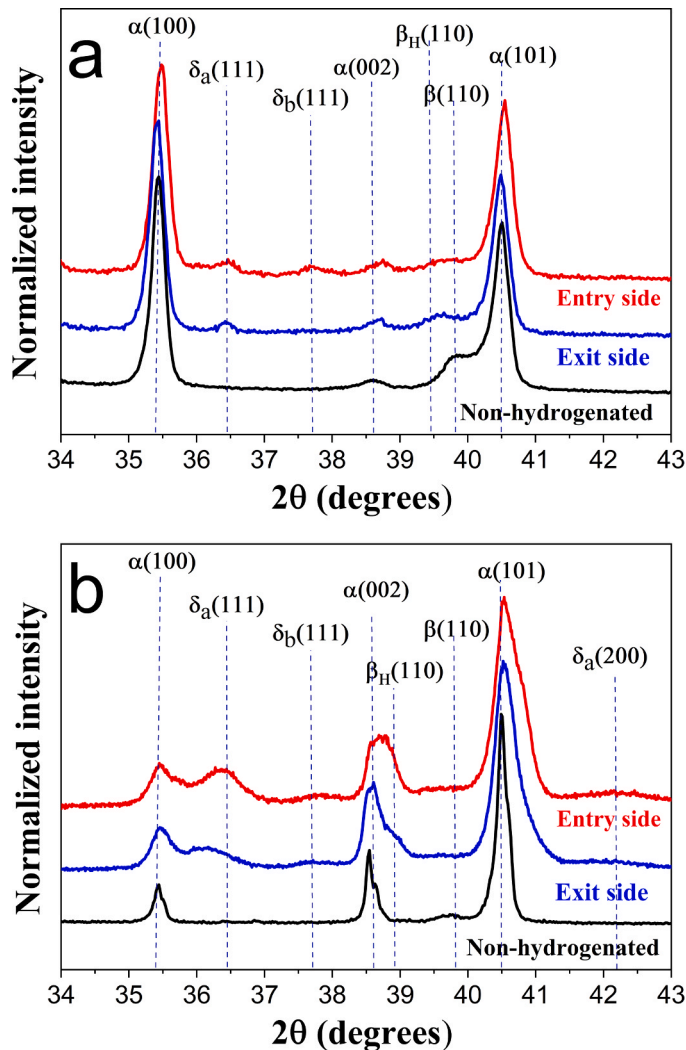 a
α(100)
δa(111)
δb(111)
α(002)
βH(110)
β(110)
α(101)
Normalized intensity
Entry side
Exit side
Non-hydrogenated
34 35 36 37 38 39 40 41 42 43
2θ (degrees)
b
α(100)
δa(111)
δb(111)
α(002)
βH(110)
β(110)
α(101)
δa(200)
Normalized intensity
Entry side
Exit side
Non-hydrogenated
34 35 36 37 38 39 40 41 42 43
2θ (degrees)